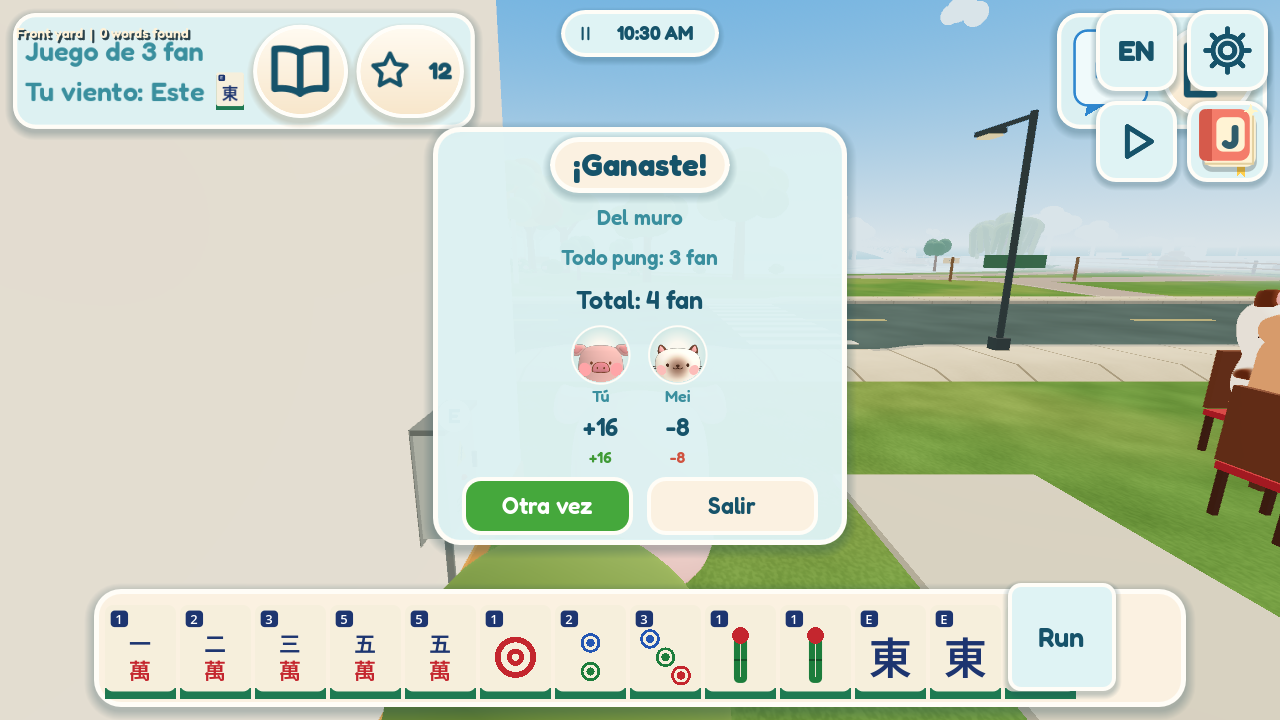 Front yard | 0 words found
Juego de 3 fan
Tu viento: Este
東
12
10:30 AM
EN
J
¡Ganaste!
Del muro
Todo pung: 3 fan
Total: 4 fan
Tú Mei
+16 -8
+16 -8
Otra vez Salir
1 2 3 5 5 1 2 3 1 1 E E
一 二 三 五 五 東 東
萬 萬 萬 萬 萬
Run